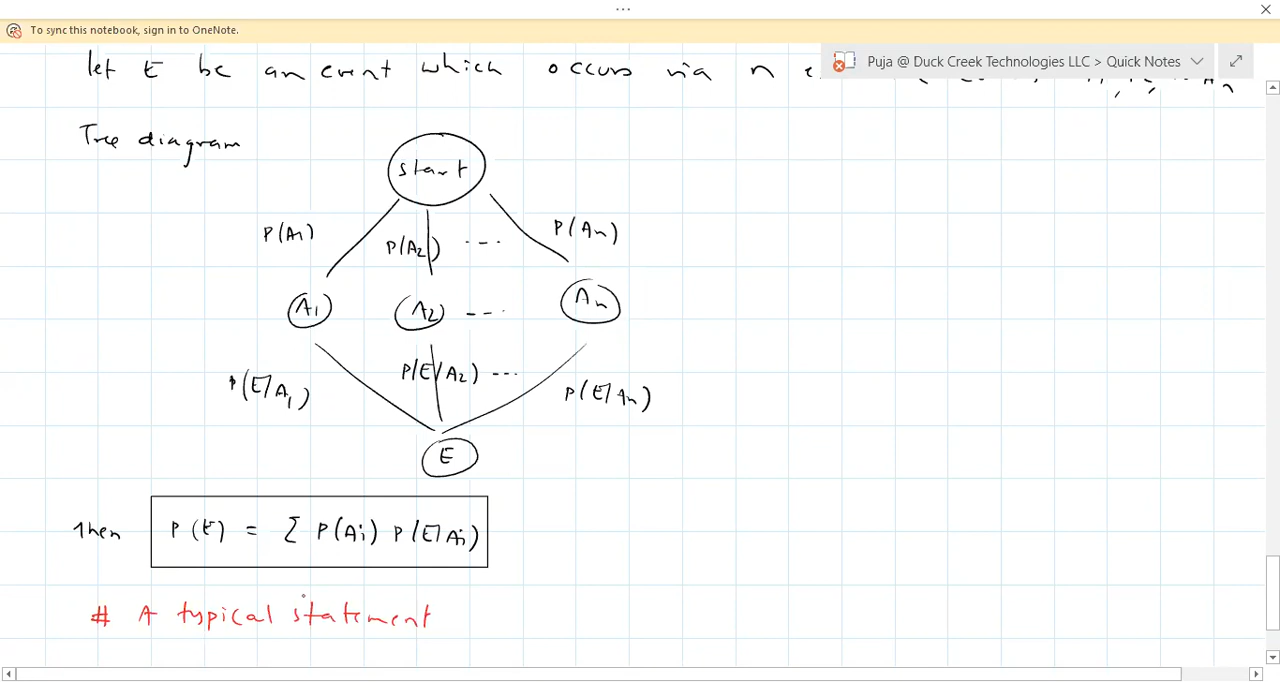 ...
To sync this notebook, sign in to OneNote.
let E be an event which occurs via n
Puja @ Duck Creek Technologies LLC > Quick Notes
Tree diagram
start
P(A1) P(A2) --- P(An)
A1 A2 --- An
P(E/A1) P(E/A2) --- P(E/An)
E
then P(E) = Σ P(Ai) P(E/Ai)
# A typical statement